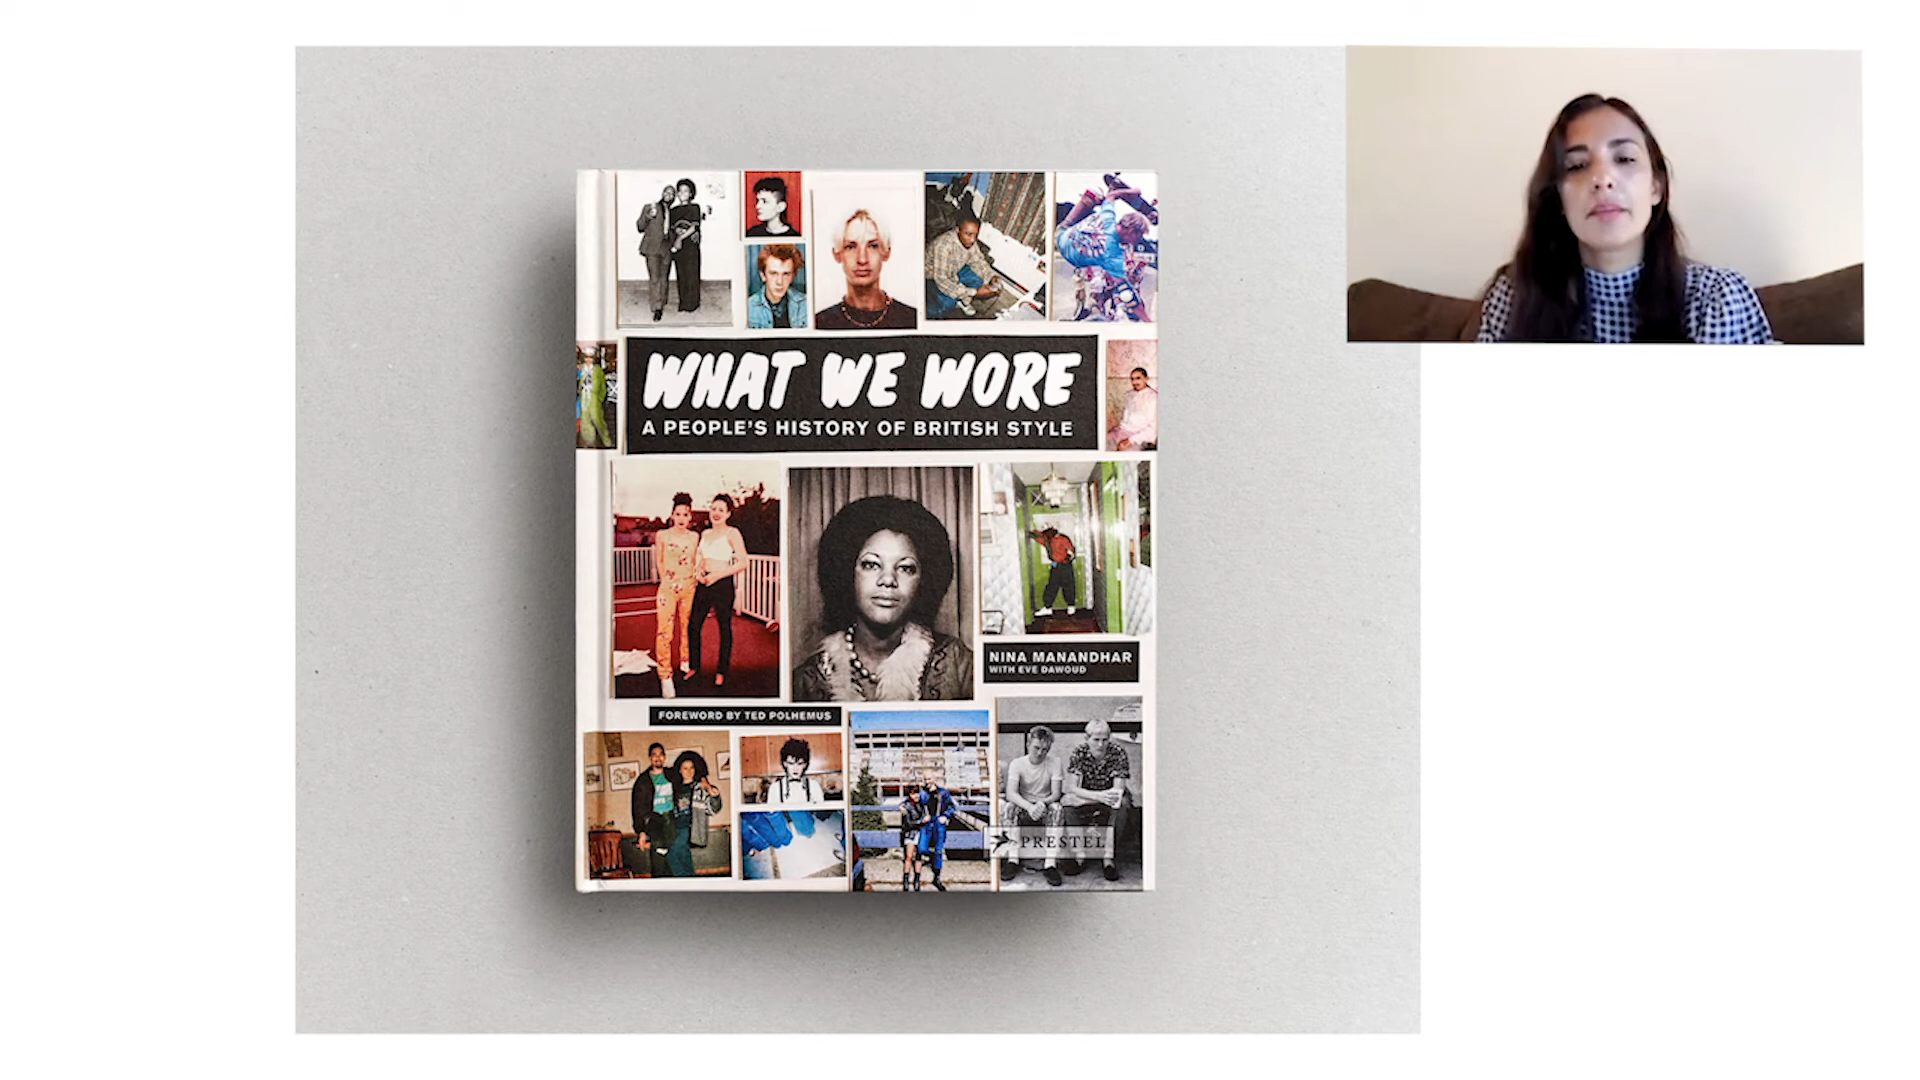 WHAT WE WORE
A PEOPLE'S HISTORY OF BRITISH STYLE
NINA MANANDHAR
WITH EVE DAWOUD
FOREWORD BY TED POLHEMUS
PRESTEL